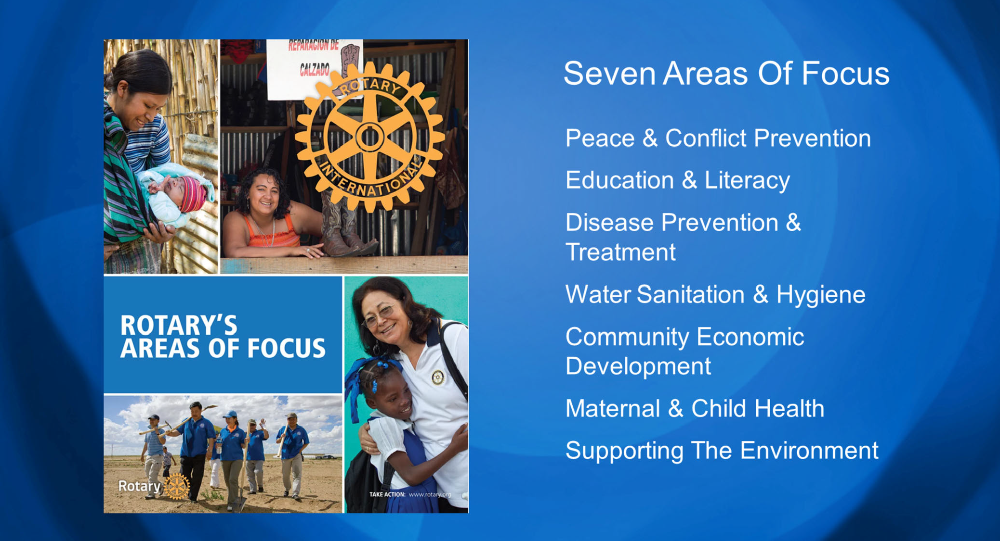 REPARACION DE
CALZADO
ROTARY
INTERNATIONAL
ROTARY'S
AREAS OF FOCUS
Rotary
TAKE ACTION: www.rotary.org
Seven Areas Of Focus
Peace & Conflict Prevention
Education & Literacy
Disease Prevention &
Treatment
Water Sanitation & Hygiene
Community Economic
Development
Maternal & Child Health
Supporting The Environment